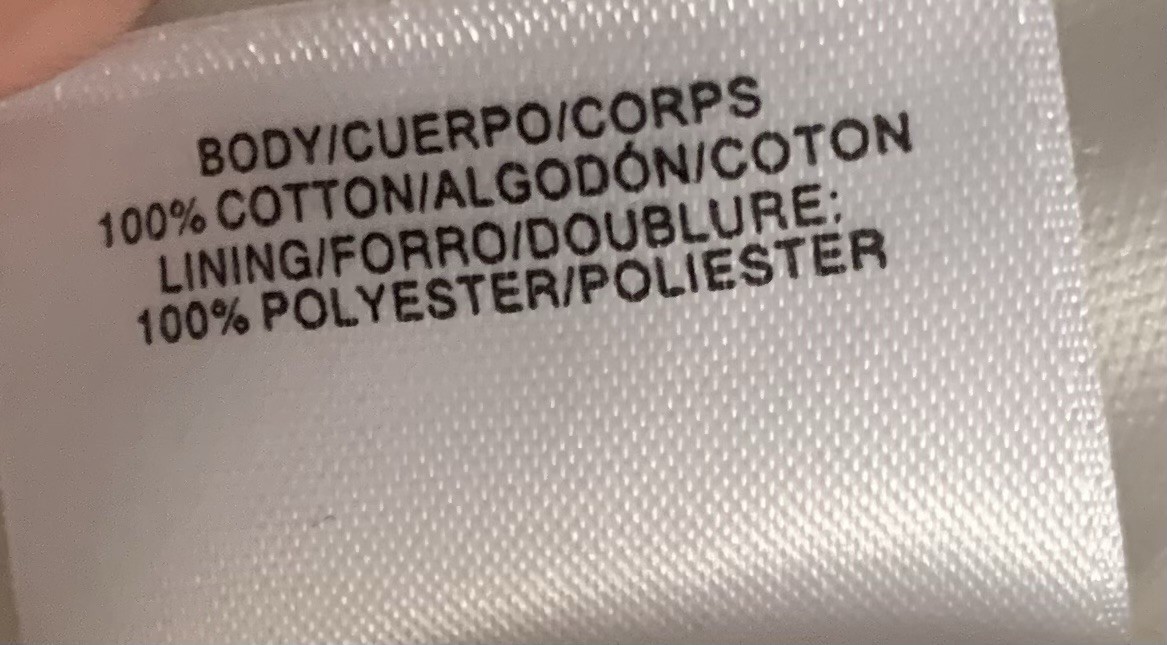 BODY/CUERPO/CORPS
100% COTTON/ALGODÓN/COTON
LINING/FORRO/DOUBLURE:
100% POLYESTER/POLIESTER